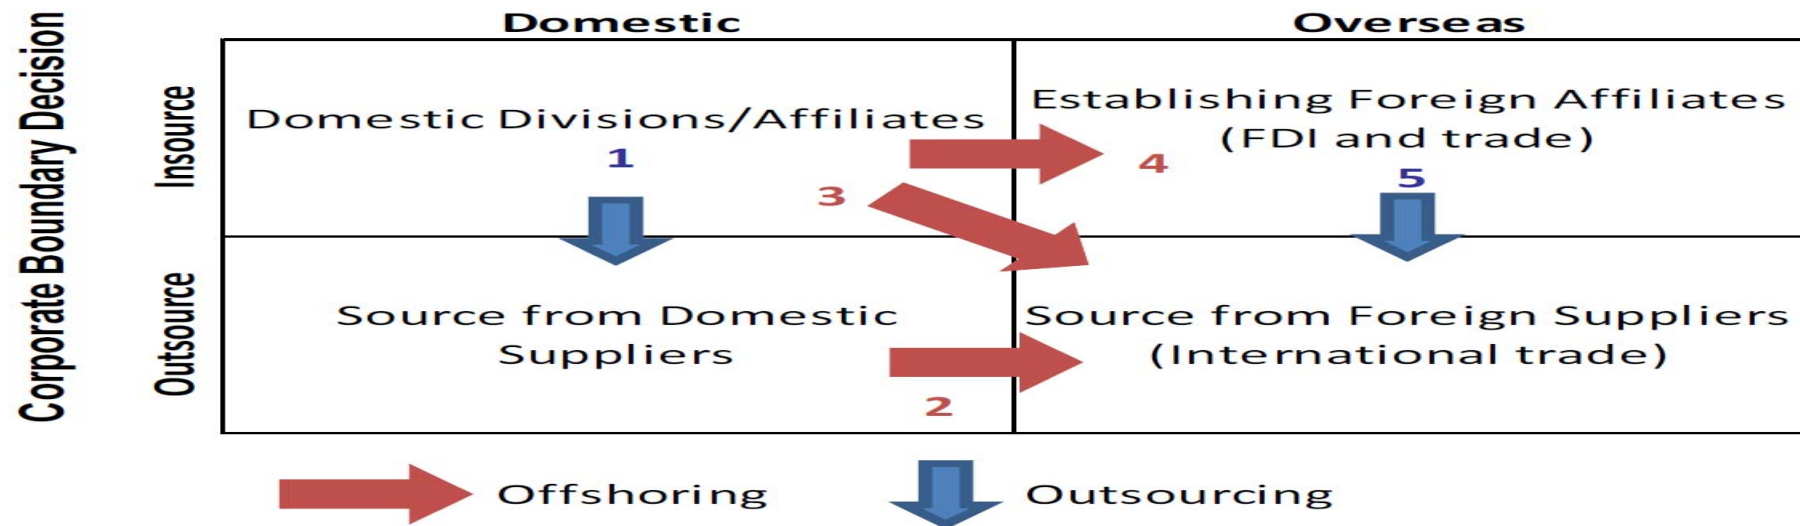 Domestic
Overseas
Corporate Boundary Decision
Insource
Domestic Divisions/Affiliates
1
Establishing Foreign Affiliates
(FDI and trade)
3
4
5
Outsource
Source from Domestic
Suppliers
2
Source from Foreign Suppliers
(International trade)
Offshoring
Outsourcing